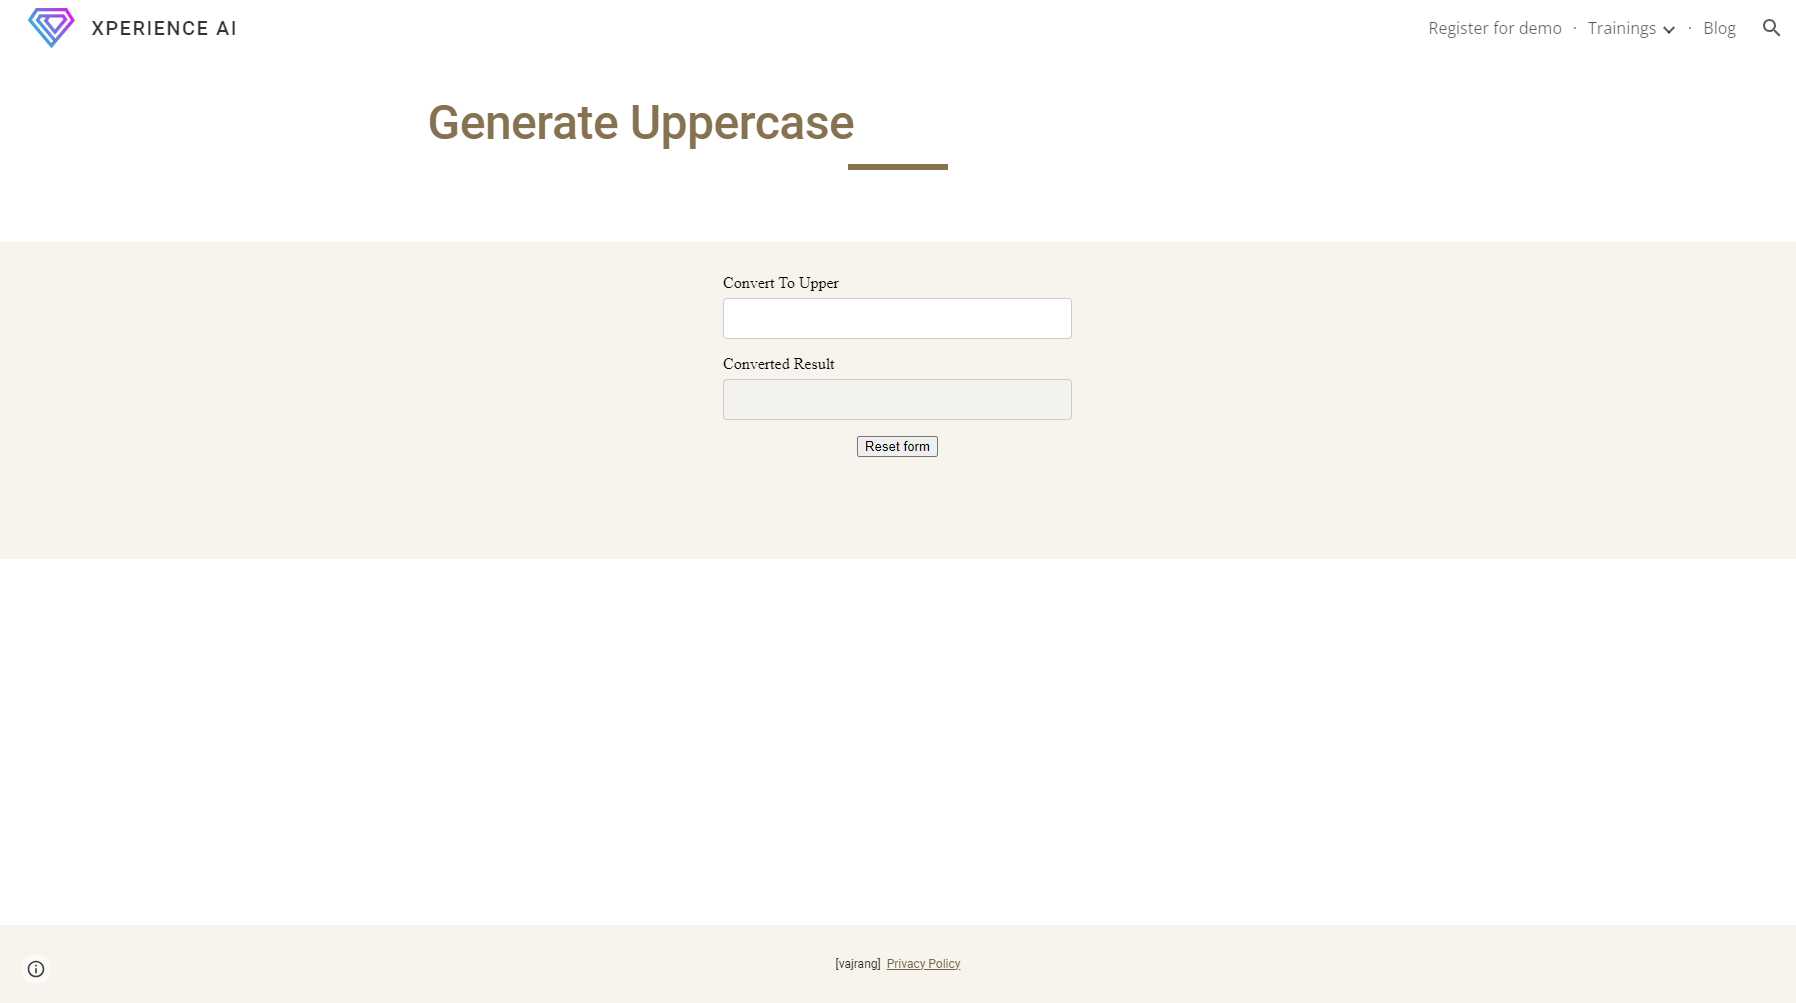 XPERIENCE AI
Register for demo · Trainings · Blog
Generate Uppercase
Convert To Upper
Converted Result
Reset form
[vajrang] Privacy Policy